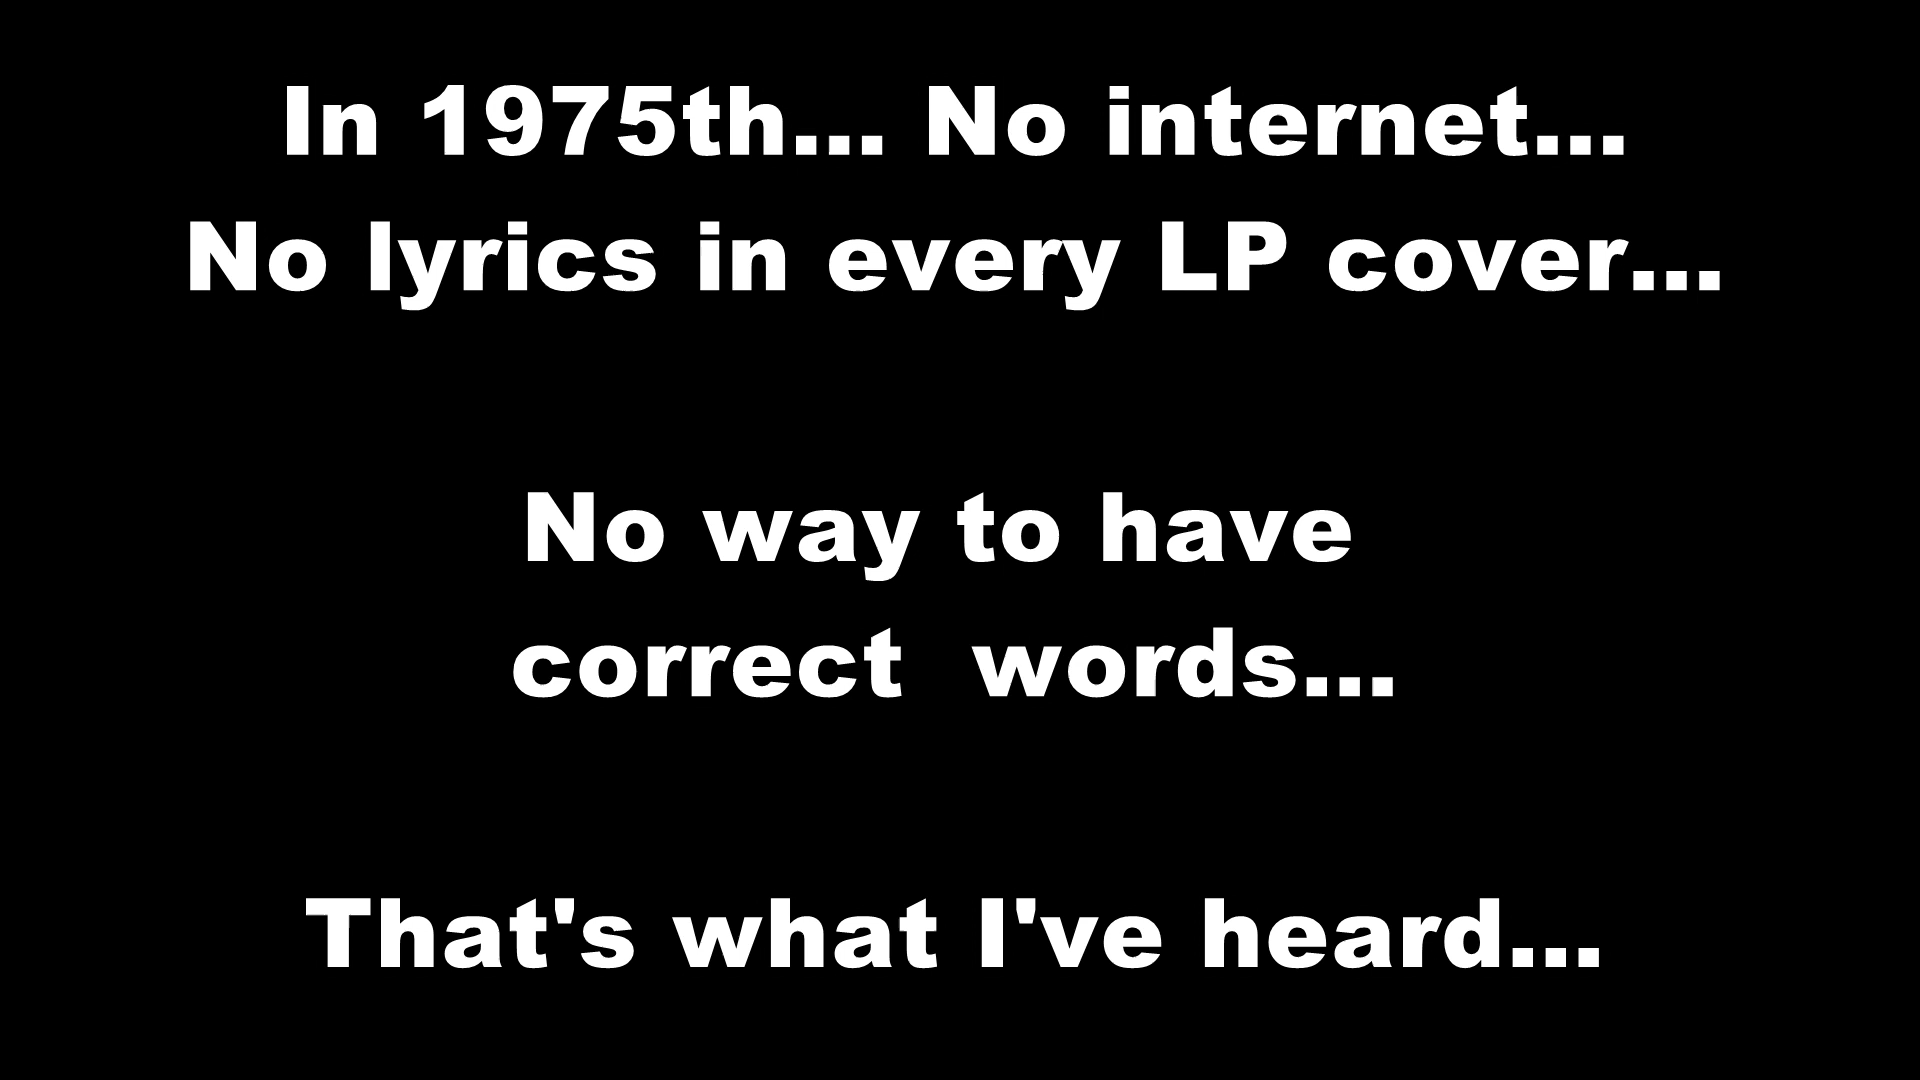 In 1975th... No internet...
No lyrics in every LP cover...
No way to have
correct  words...
That's what I've heard...